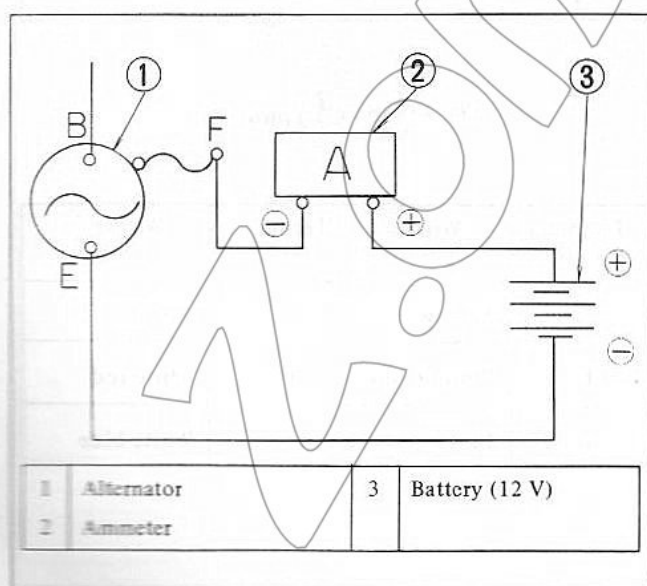 1
2
3
B
F
A
E
− +
+
−
1 Alternator 3 Battery (12 V)
2 Ammeter